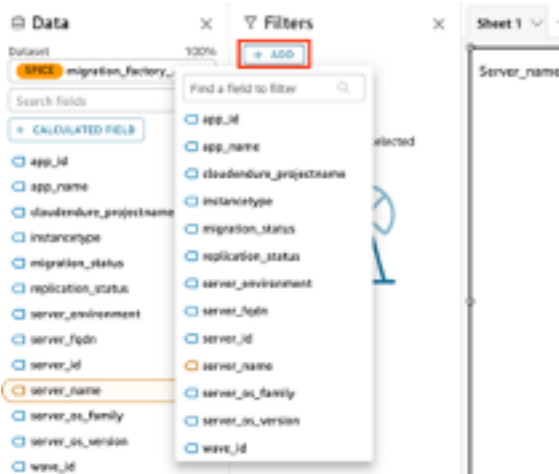 Data
Filters
Sheet 1
Dataset
100%
+ ADD
SPICE migration_factory_
Server_name
Search fields
Find a field to filter
+ CALCULATED FIELD
elected
app_id
app_name
cloudendure_projectname
instancetype
migration_status
replication_status
server_environment
server_fqdn
server_id
server_name
server_os_family
server_os_version
wave_id
app_id
app_name
cloudendure_projectname
instancetype
migration_status
replication_status
server_environment
server_fqdn
server_id
server_name
server_os_family
server_os_version
wave_id